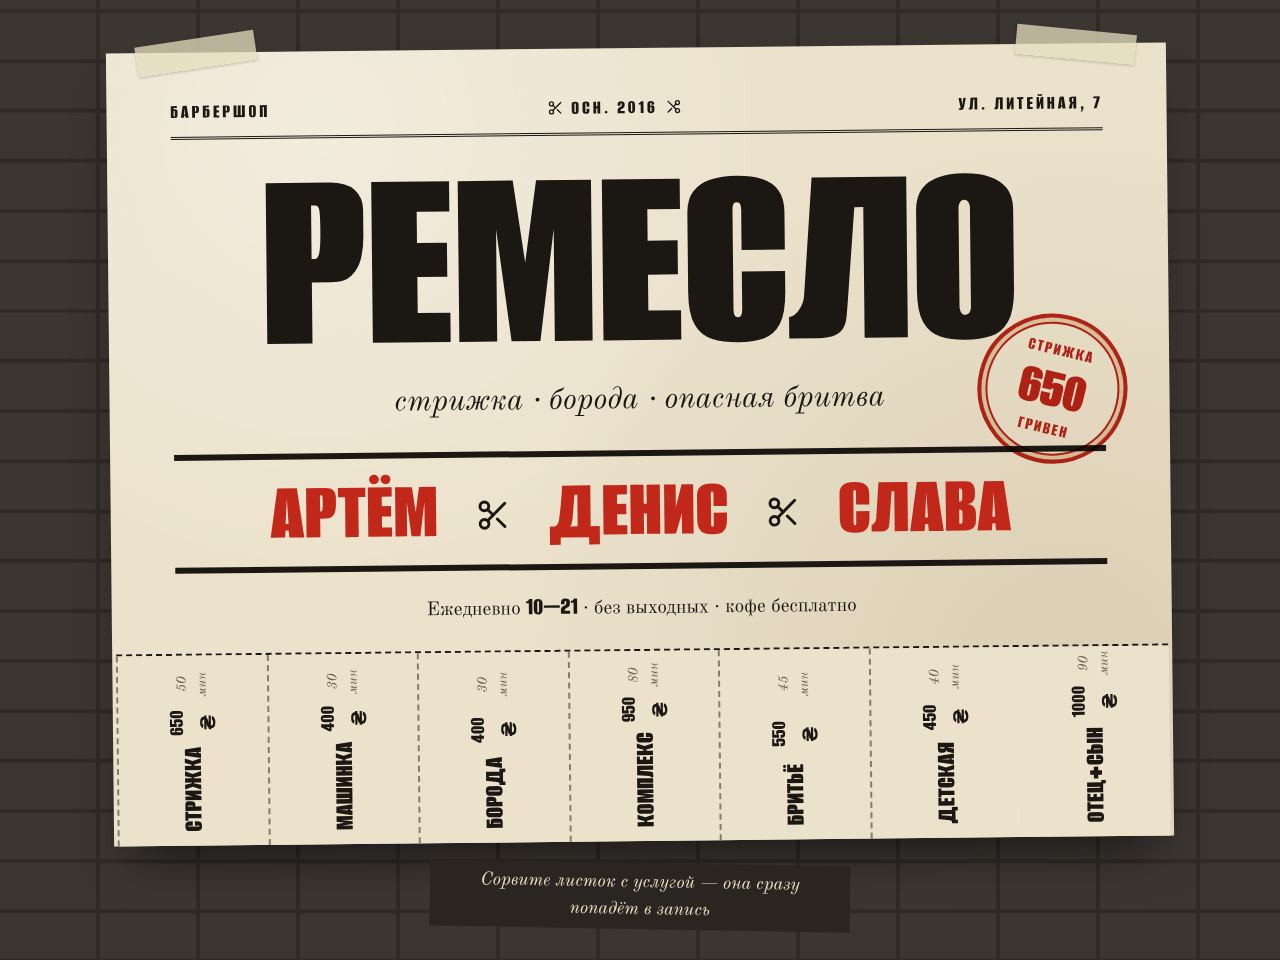 БАРБЕРШОП
ОСН. 2016
УЛ. ЛИТЕЙНАЯ, 7
РЕМЕСЛО
СТРИЖКА
650
ГРИВЕН
стрижка · борода · опасная бритва
АРТЁМ ДЕНИС СЛАВА
Ежедневно 10—21 · без выходных · кофе бесплатно
СТРИЖКА 650 ₴ 50 мин
МАШИНКА 400 ₴ 30 мин
БОРОДА 400 ₴ 30 мин
КОМПЛЕКС 950 ₴ 80 мин
БРИТЬЁ 550 ₴ 45 мин
ДЕТСКАЯ 450 ₴ 40 мин
ОТЕЦ+СЫН 1000 ₴ 90 мин
Сорвите листок с услугой — она сразу
попадёт в запись